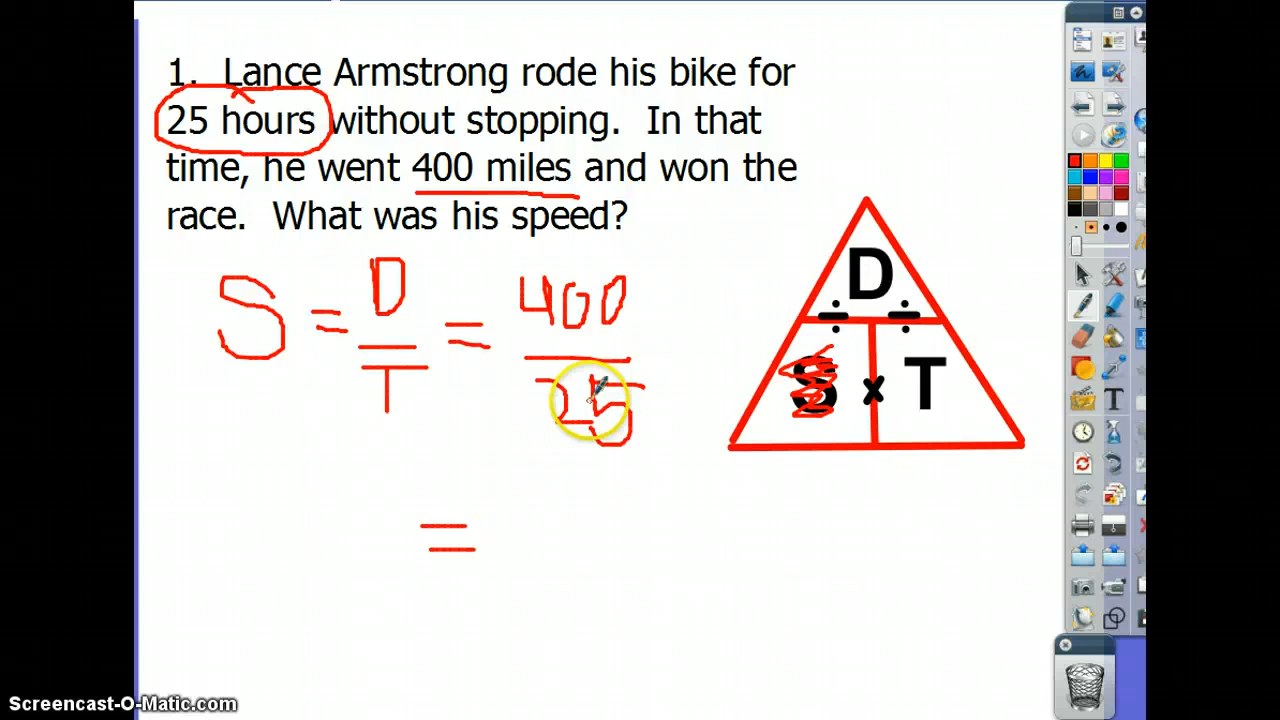 1. Lance Armstrong rode his bike for
25 hours without stopping. In that
time, he went 400 miles and won the
race. What was his speed?
S = D/T = 400/25
=
D
÷ ÷
S x T
Screencast-O-Matic.com